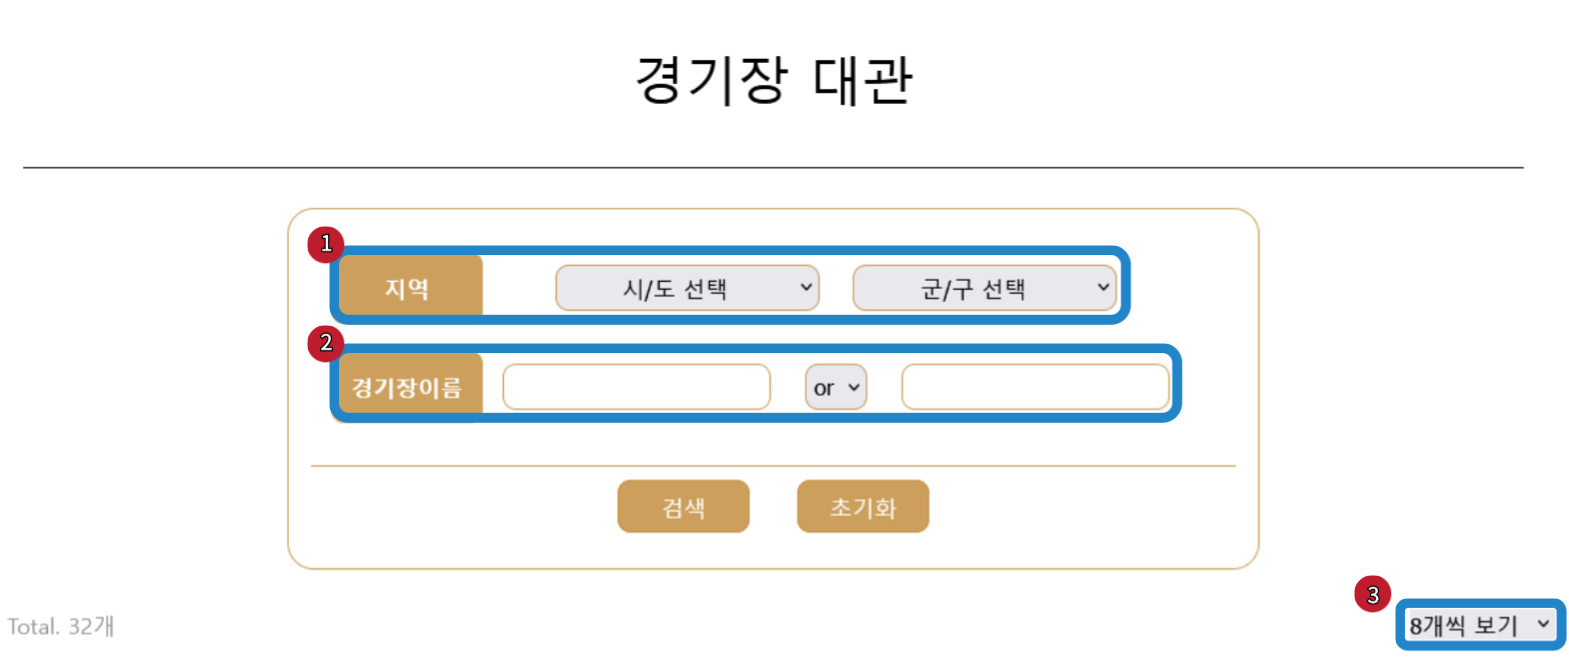 경기장 대관
1
지역 시/도 선택 군/구 선택
2
경기장이름 or
검색 초기화
3
Total. 32개 8개씩 보기